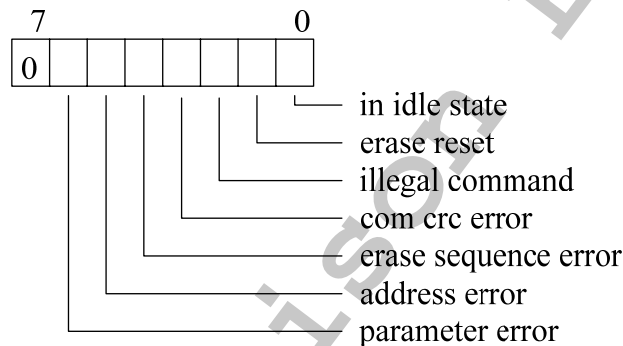 7 0
0
in idle state
erase reset
illegal command
com crc error
erase sequence error
address error
parameter error